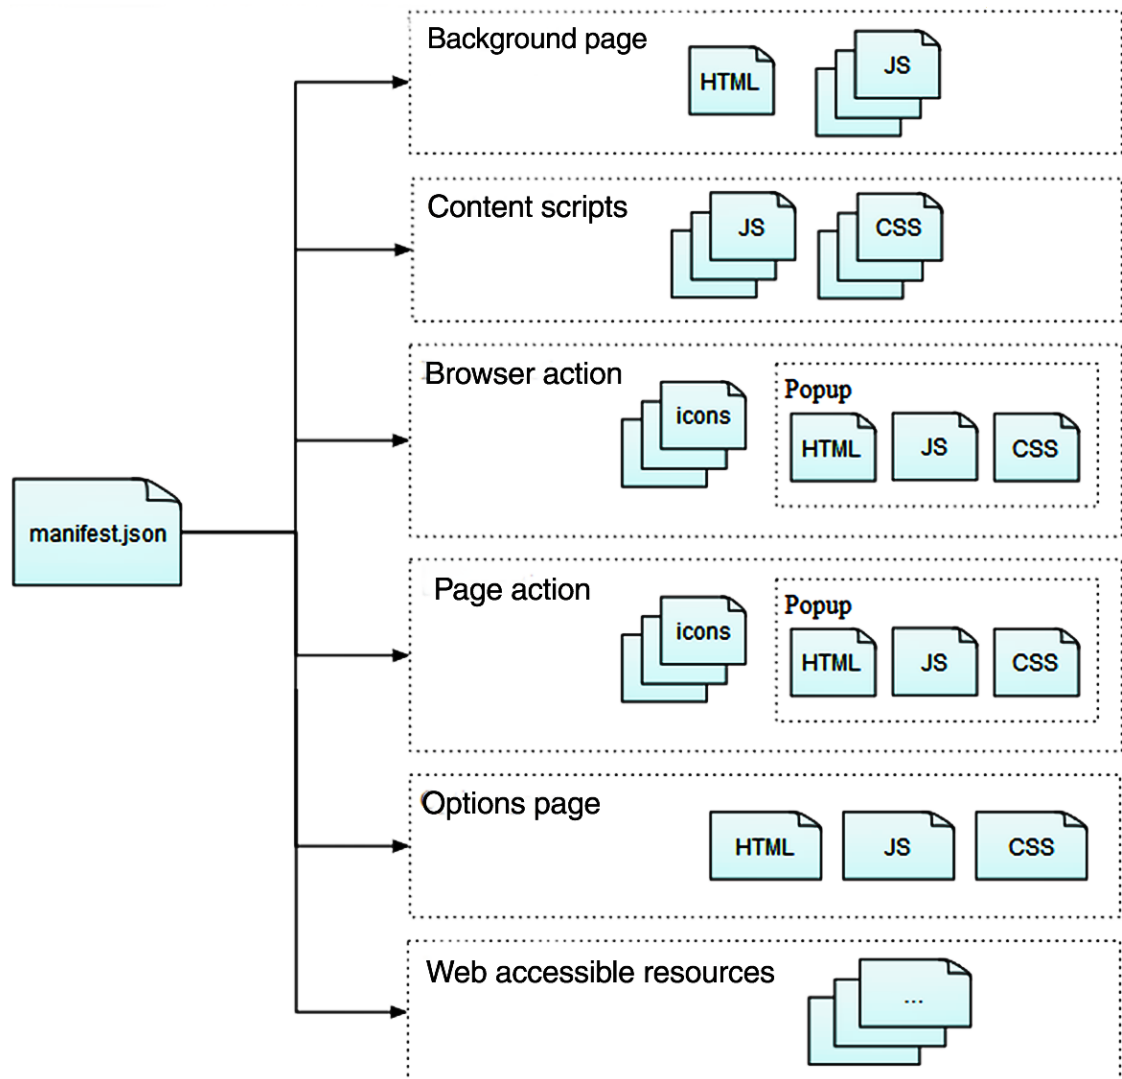 Background page
HTML
JS
Content scripts
JS
CSS
Browser action
icons
Popup
HTML
JS
CSS
manifest.json
Page action
icons
Popup
HTML
JS
CSS
Options page
HTML
JS
CSS
Web accessible resources
...